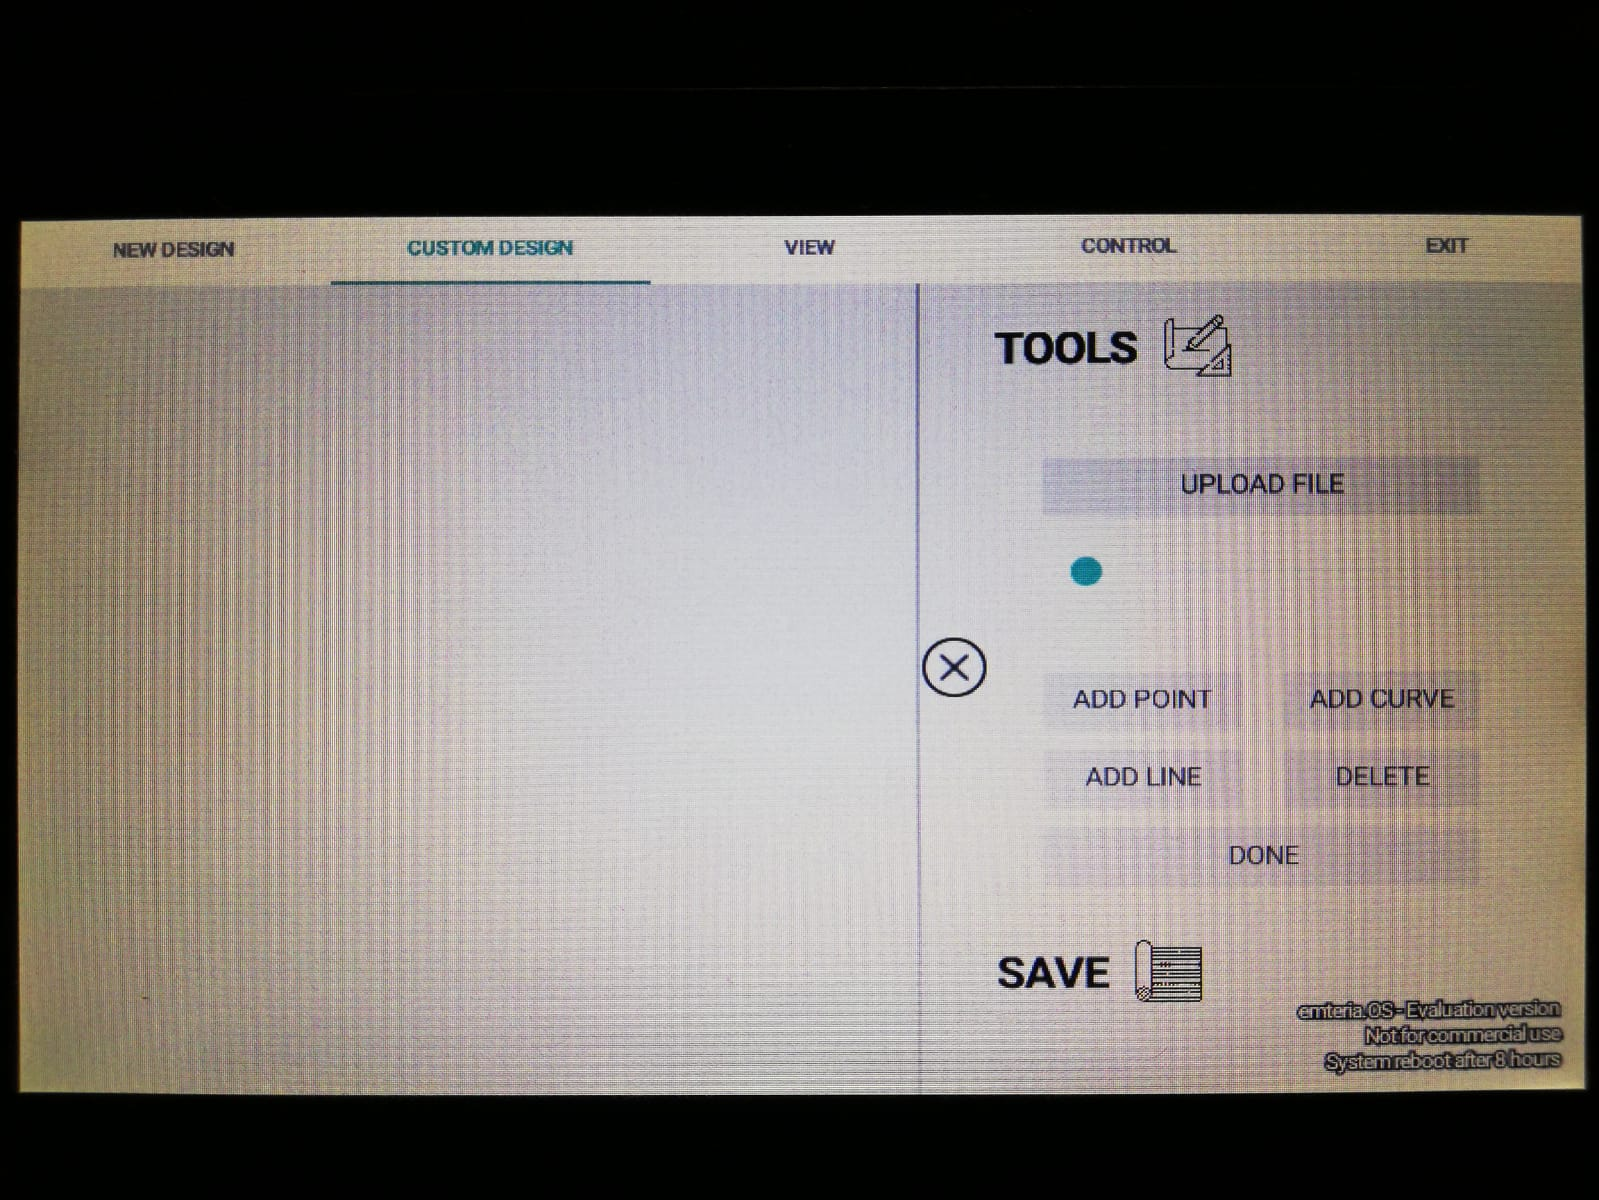 NEW DESIGN CUSTOM DESIGN VIEW CONTROL EXIT
TOOLS
UPLOAD FILE
ADD POINT ADD CURVE
ADD LINE DELETE
DONE
SAVE
emteria.OS - Evaluation version
Not for commercial use
System reboot after 8 hours